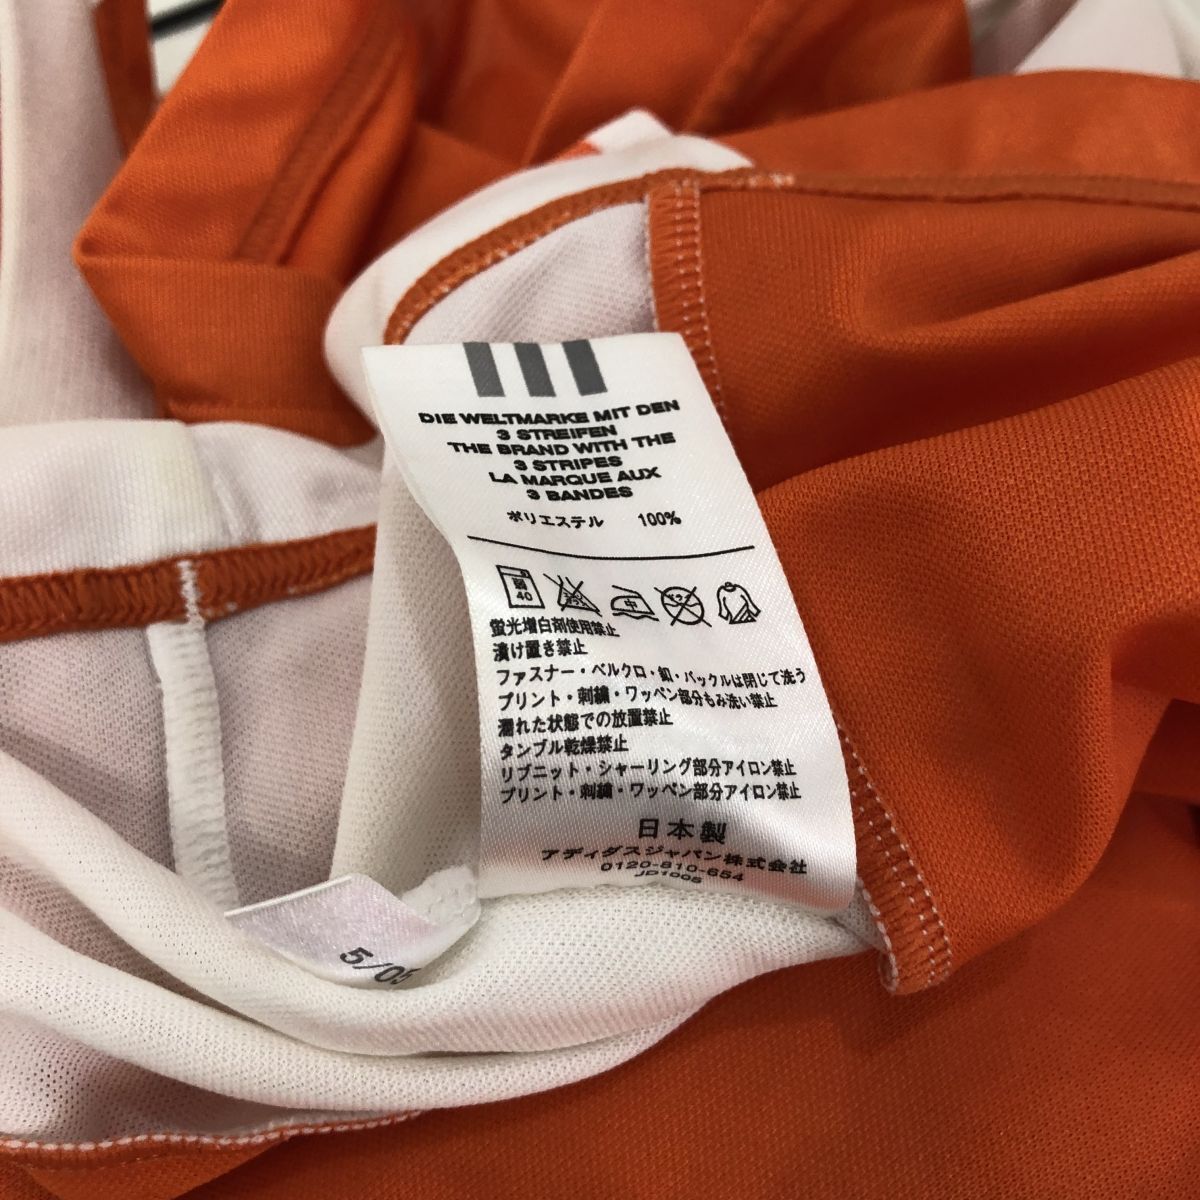 DIE WELTMARKE MIT DEN
3 STREIFEN
THE BRAND WITH THE
3 STRIPES
LA MARQUE AUX
3 BANDES
ポリエステル 100%
弱
40
中
蛍光増白剤使用禁止
漬け置き禁止
ファスナー・ベルクロ・釦・バックルは閉じて洗う
プリント・刺繍・ワッペン部分もみ洗い禁止
濡れた状態での放置禁止
タンブル乾燥禁止
リブニット・シャーリング部分アイロン禁止
プリント・刺繍・ワッペン部分アイロン禁止
日本製
アディダスジャパン株式会社
0120-810-654
JD1005
5/05